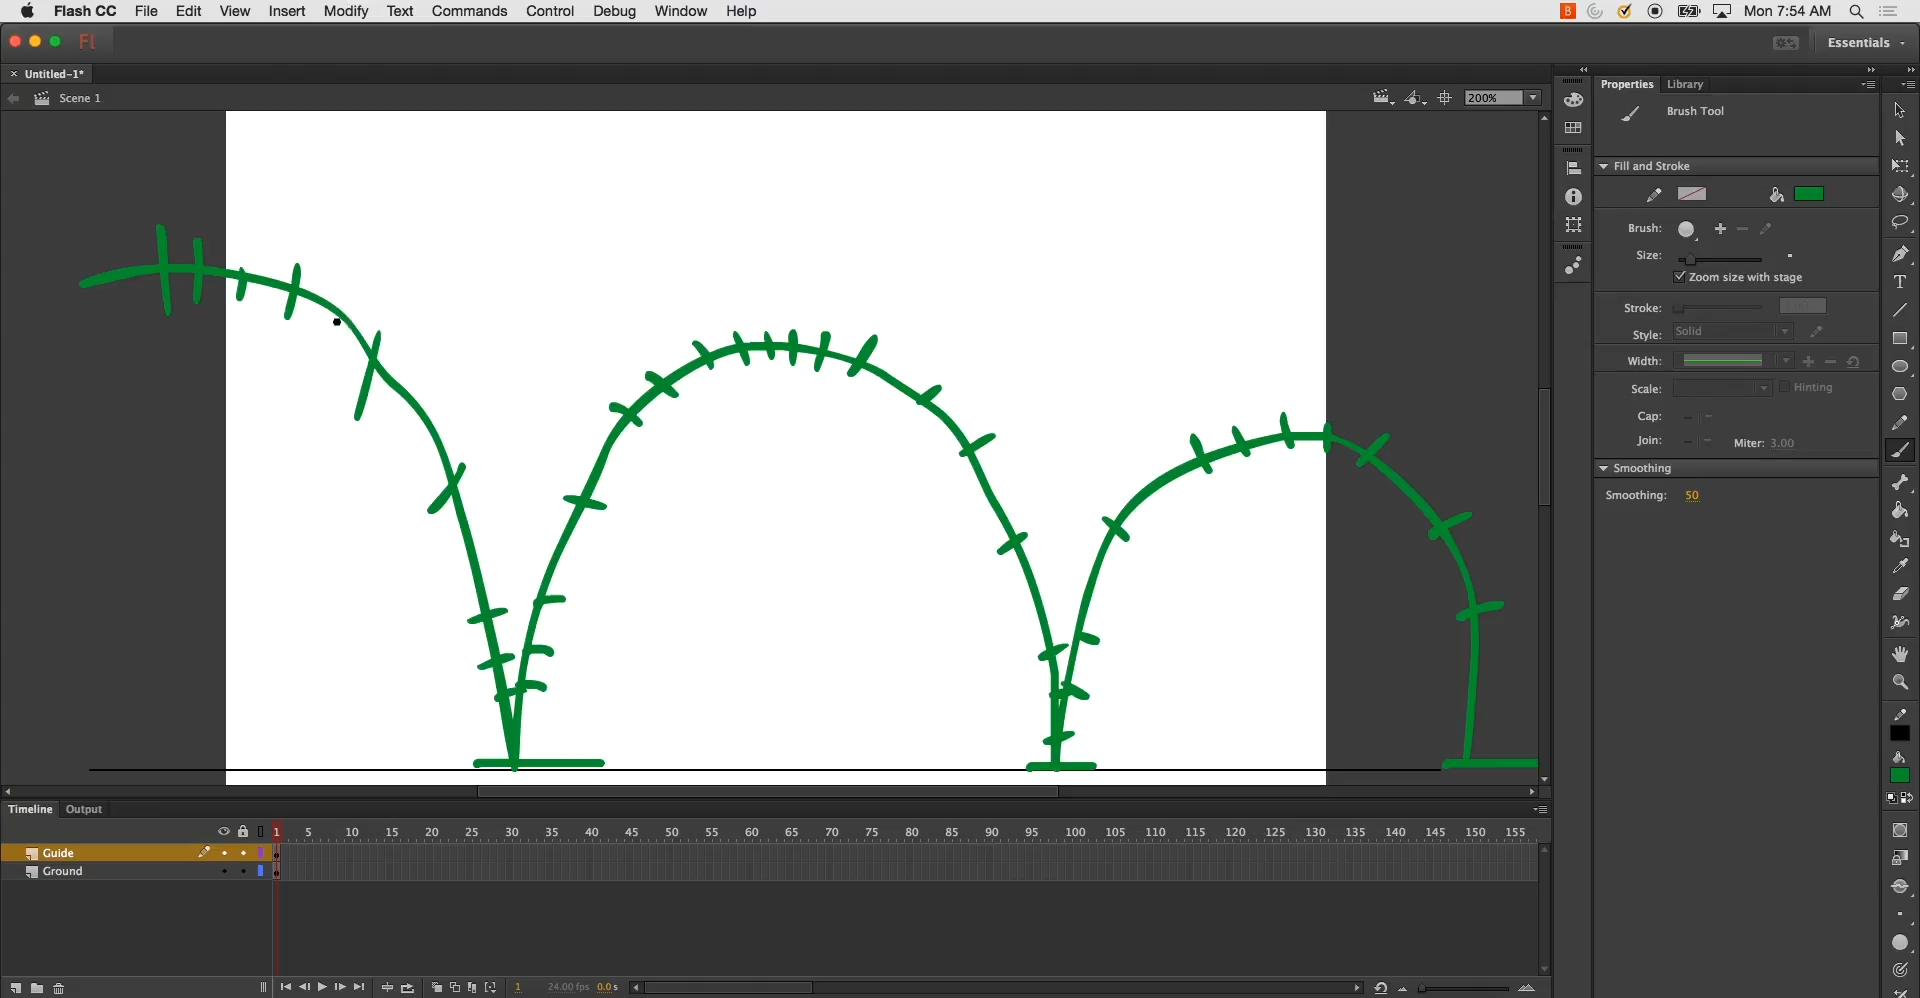 Flash CC File Edit View Insert Modify Text Commands Control Debug Window Help Mon 7:54 AM
Fl Essentials
× Untitled-1*
Scene 1 200%
Properties Library
Brush Tool
Fill and Stroke
Brush:
Size:
Zoom size with stage
Stroke:
Style: Solid
Width:
Scale: Hinting
Cap:
Join: Miter: 3.00
Smoothing
Smoothing: 50
Timeline Output
1 5 10 15 20 25 30 35 40 45 50 55 60 65 70 75 80 85 90 95 100 105 110 115 120 125 130 135 140 145 150 155
Guide
Ground
1 24.00 fps 0.0 s